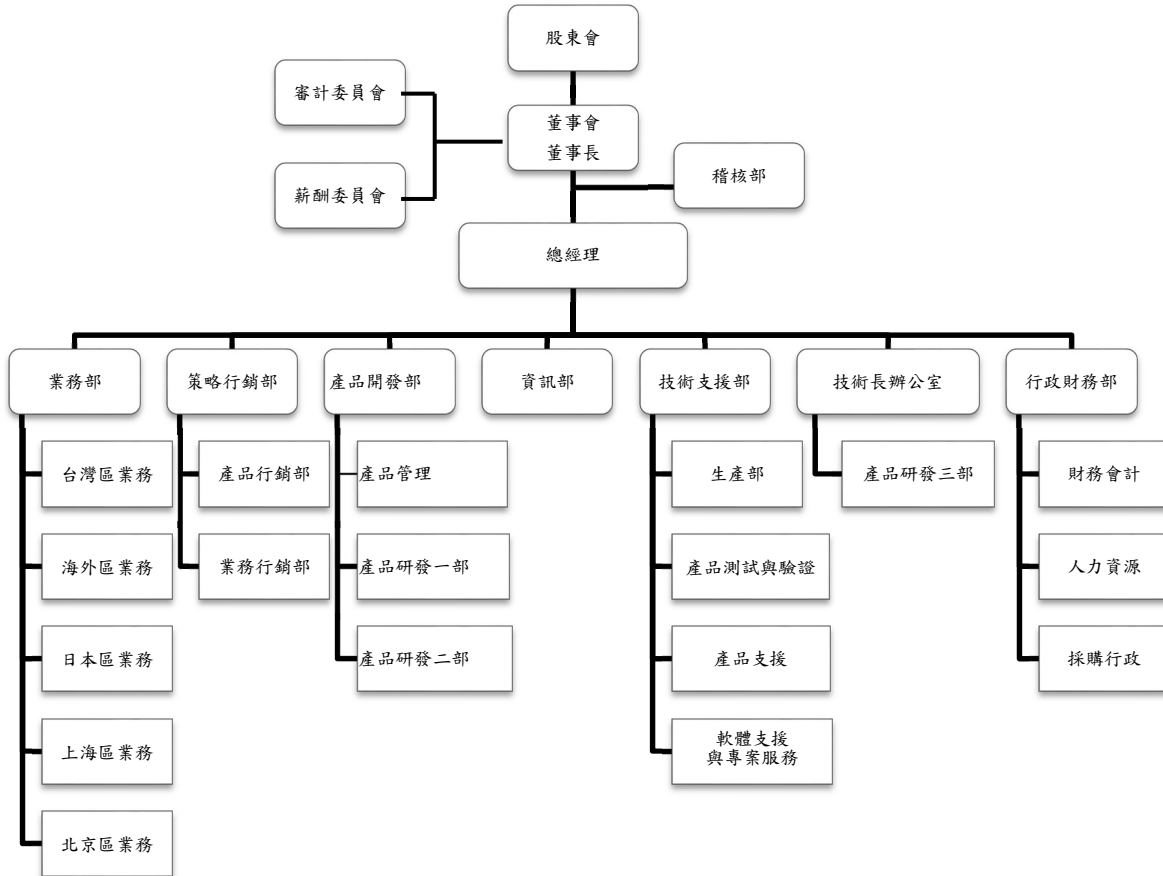 股東會
審計委員會
董事會
董事長
稽核部
薪酬委員會
總經理
業務部
策略行銷部
產品開發部
資訊部
技術支援部
技術長辦公室
行政財務部
台灣區業務
產品行銷部
產品管理
生產部
產品研發三部
財務會計
海外區業務
業務行銷部
產品研發一部
產品測試與驗證
人力資源
日本區業務
產品研發二部
產品支援
採購行政
上海區業務
軟體支援
與專案服務
北京區業務